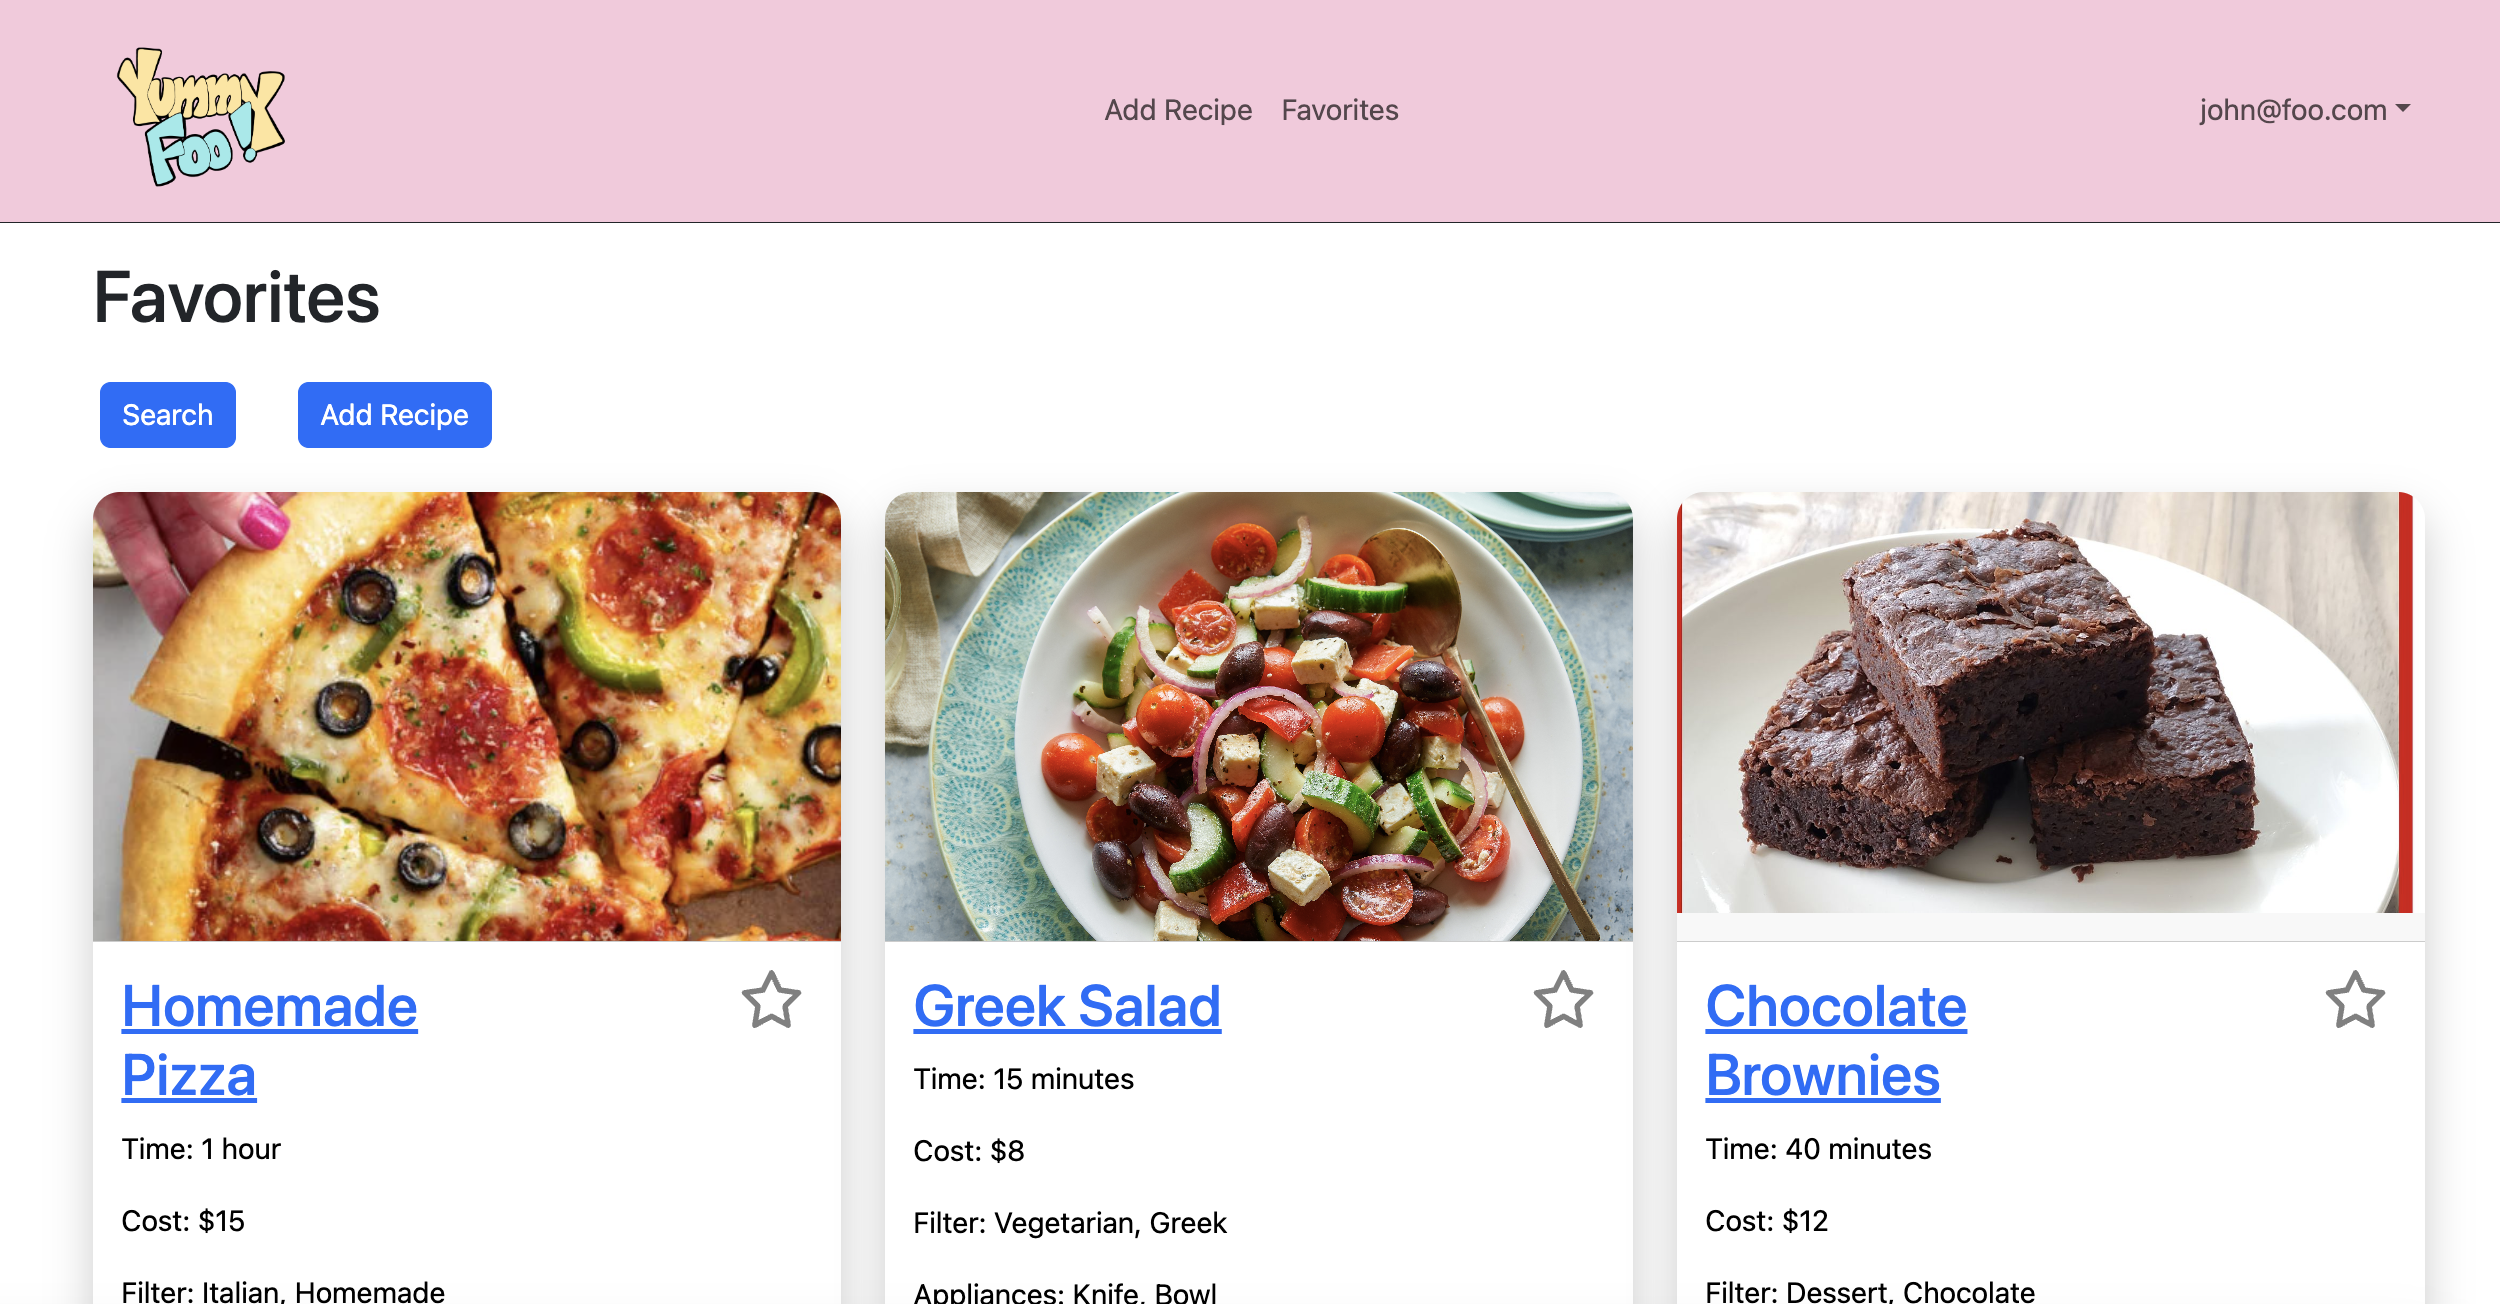 Yummy
Foo!
Add Recipe Favorites
john@foo.com
Favorites
Search Add Recipe
Homemade
Pizza
Time: 1 hour
Cost: $15
Filter: Italian, Homemade
Greek Salad
Time: 15 minutes
Cost: $8
Filter: Vegetarian, Greek
Appliances: Knife, Bowl
Chocolate
Brownies
Time: 40 minutes
Cost: $12
Filter: Dessert, Chocolate